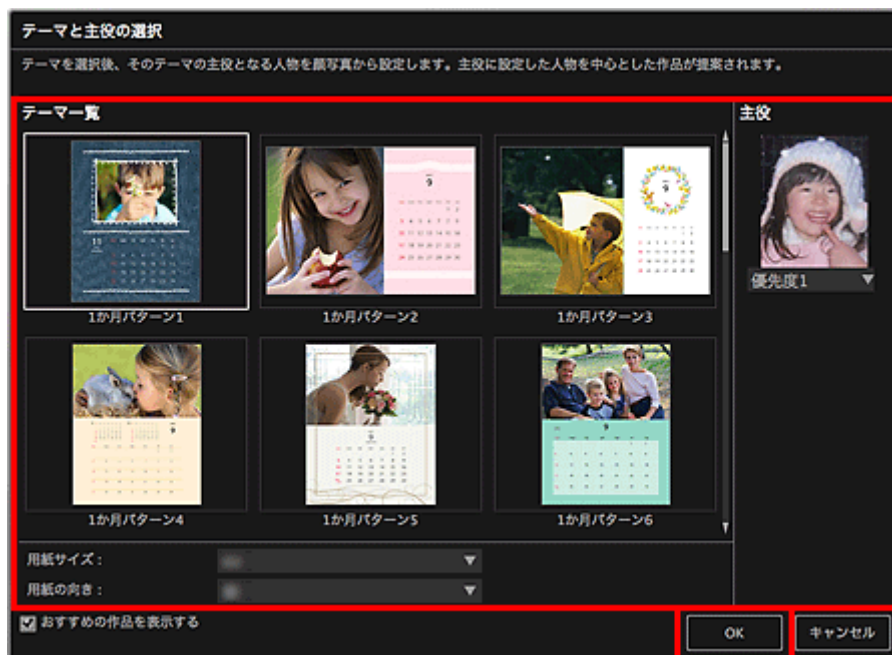 テーマと主役の選択
テーマを選択後、そのテーマの主役となる人物を顔写真から設定します。主役に設定した人物を中心とした作品が提案されます。
テーマ一覧
主役
11
9
9
1か月パターン1
1か月パターン2
1か月パターン3
優先度1
9
9
9
1か月パターン4
1か月パターン5
1か月パターン6
用紙サイズ：
用紙の向き：
おすすめの作品を表示する
OK
キャンセル